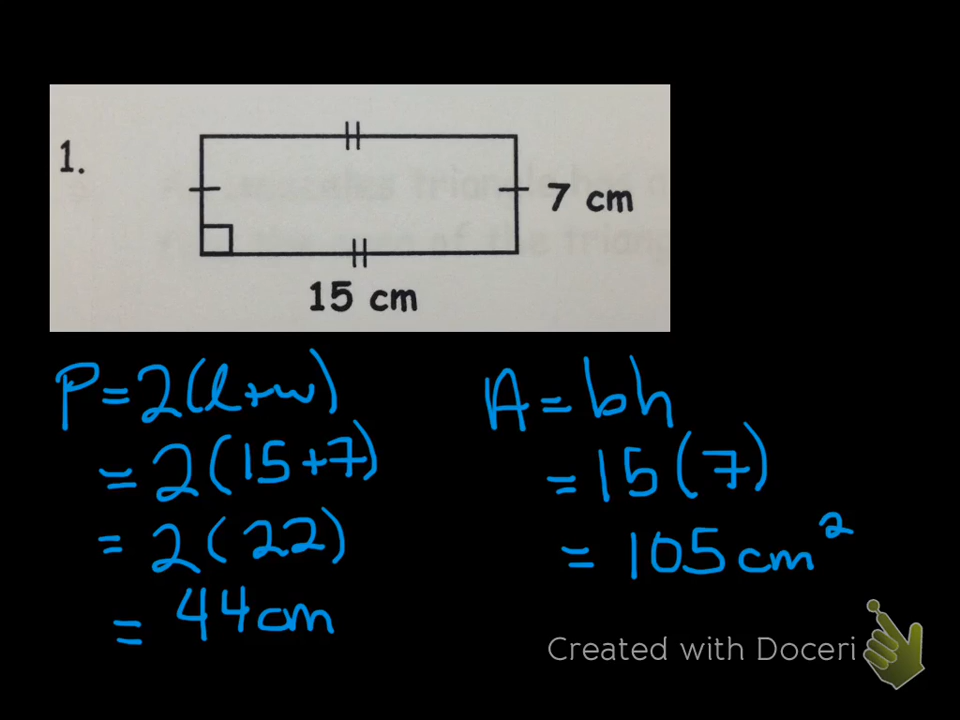 1.
7 cm
15 cm
P = 2(l+w)
= 2(15+7)
= 2(22)
= 44cm
A = bh
= 15(7)
= 105cm²
Created with Doceri